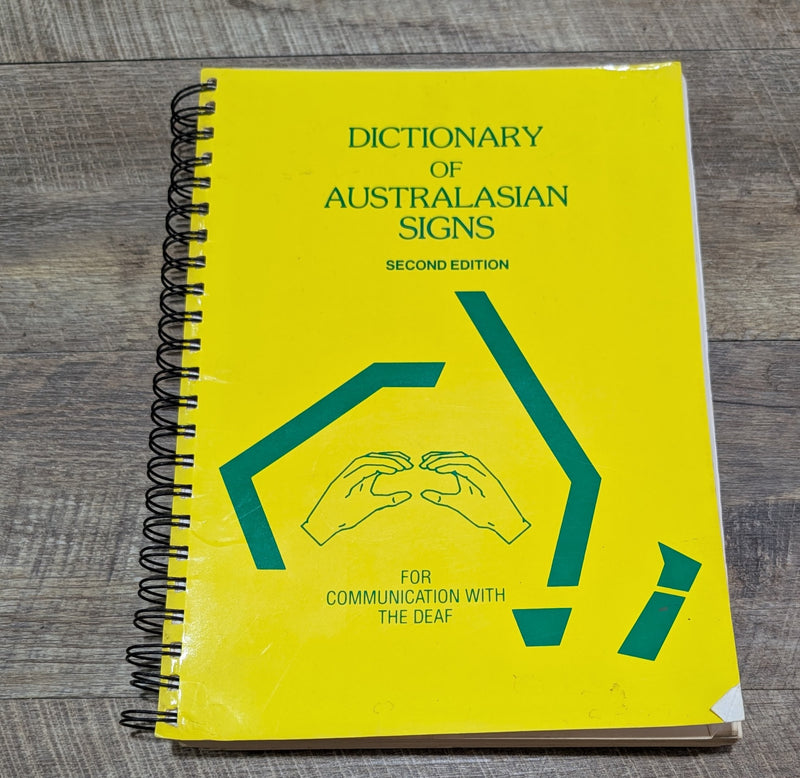 DICTIONARY
OF
AUSTRALASIAN
SIGNS
SECOND EDITION
FOR
COMMUNICATION WITH
THE DEAF